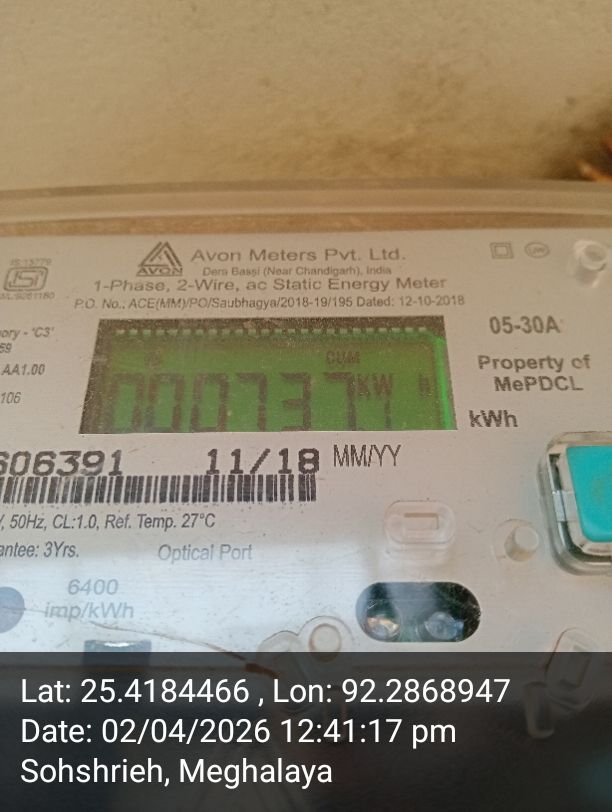 IS:13779
ISI
AVON
Avon Meters Pvt. Ltd.
Dera Bassi (Near Chandigarh), India
1-Phase, 2-Wire, ac Static Energy Meter
P.O. No., ACE(MM)/PO/Saubhagya/2018-19/195 Dated: 12-10-2018
ory - 'C3'
59
AA1.00
106
05-30A
Property of
MePDCL
CUM
000737
KW h
kWh
606391
11/18
MM/YY
, 50Hz, CL:1.0, Ref. Temp. 27°C
antee: 3Yrs.
Optical Port
6400
imp/kWh
Lat: 25.4184466 , Lon: 92.2868947
Date: 02/04/2026 12:41:17 pm
Sohshrieh, Meghalaya